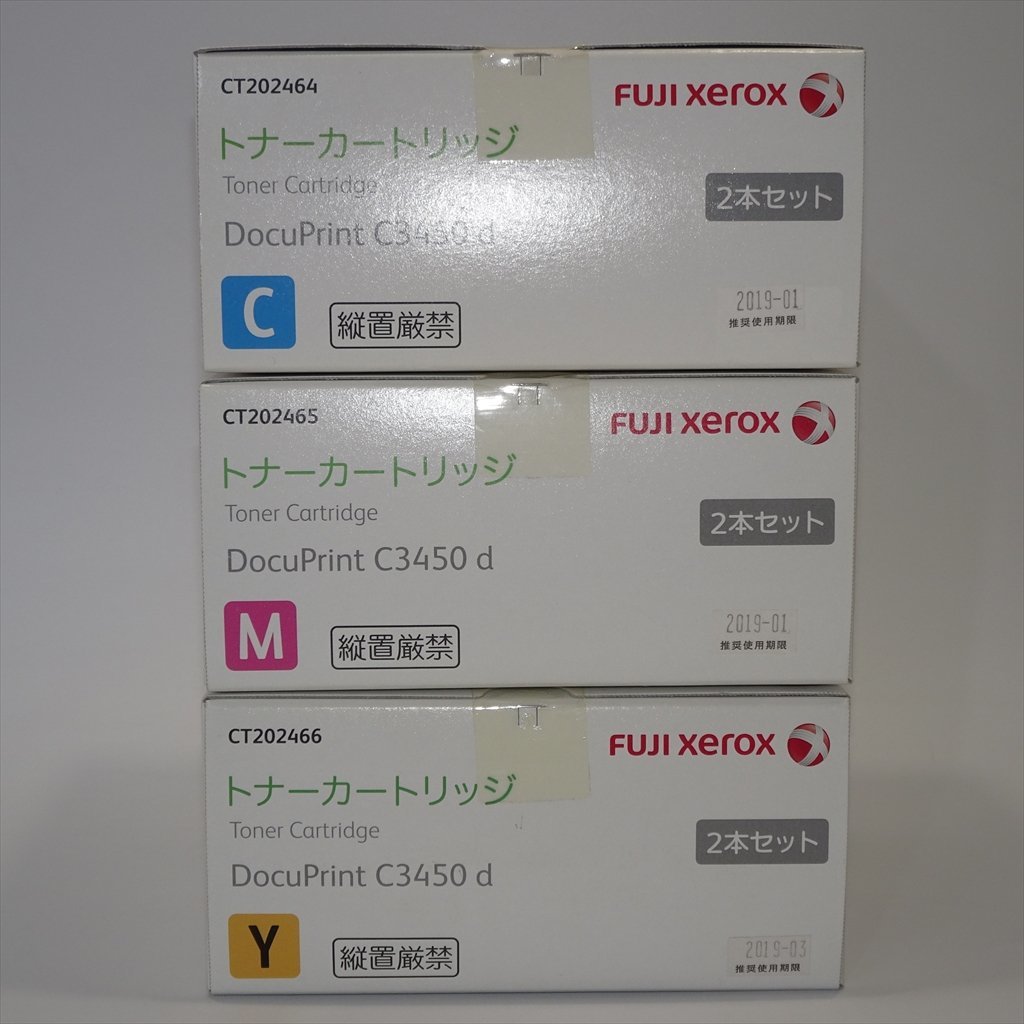 CT202464
FUJI xerox
トナーカートリッジ
Toner Cartridge
2本セット
DocuPrint C3450 d
C
縦置厳禁
2019-01
推奨使用期限
CT202465
FUJI xerox
トナーカートリッジ
Toner Cartridge
2本セット
DocuPrint C3450 d
M
縦置厳禁
2019-01
推奨使用期限
CT202466
FUJI xerox
トナーカートリッジ
Toner Cartridge
2本セット
DocuPrint C3450 d
Y
縦置厳禁
2019-03
推奨使用期限